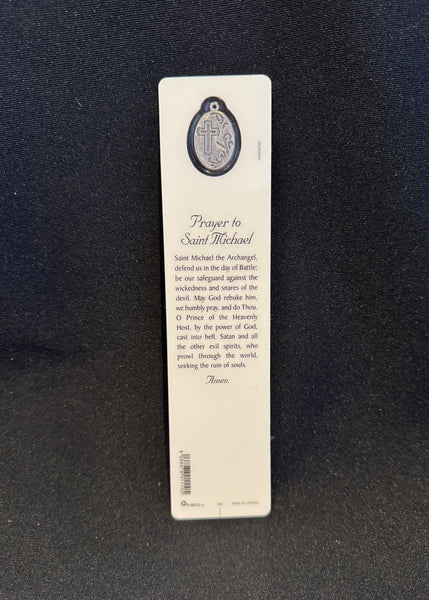 Prayer to
Saint Michael
Saint Michael the Archangel,
defend us in the day of Battle;
be our safeguard against the
wickedness and snares of the
devil. May God rebuke him,
we humbly pray, and do Thou,
O Prince of the Heavenly
Host, by the power of God,
cast into hell, Satan and all
the other evil spirits, who
prowl through the world,
seeking the ruin of souls.
Amen.